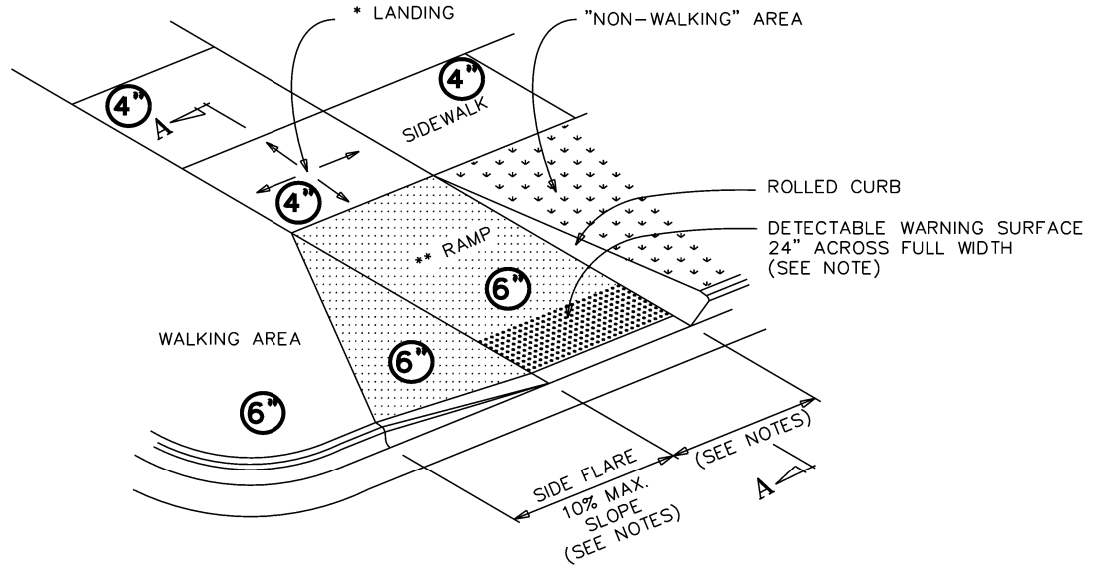 * LANDING
"NON-WALKING" AREA
4"
4"
A
SIDEWALK
4"
ROLLED CURB
DETECTABLE WARNING SURFACE
24" ACROSS FULL WIDTH
(SEE NOTE)
** RAMP
6"
WALKING AREA
6"
6"
(SEE NOTES)
SIDE FLARE
10% MAX.
SLOPE
(SEE NOTES)
A